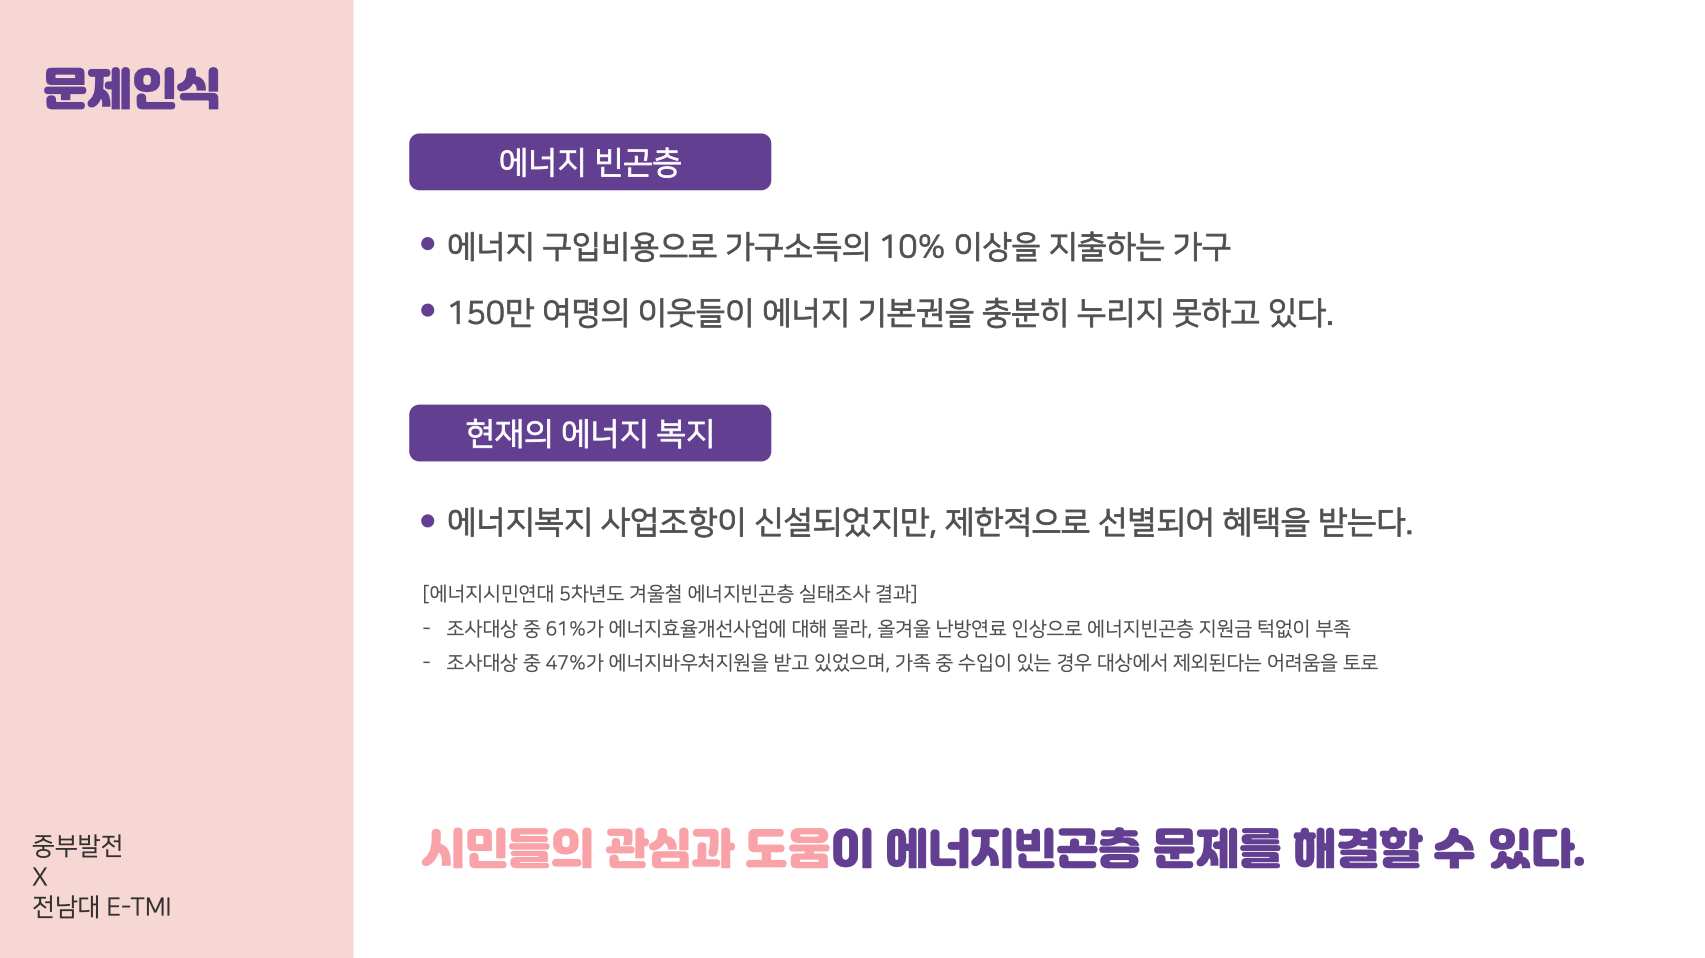 문제인식
에너지 빈곤층
• 에너지 구입비용으로 가구소득의 10% 이상을 지출하는 가구
• 150만 여명의 이웃들이 에너지 기본권을 충분히 누리지 못하고 있다.
현재의 에너지 복지
• 에너지복지 사업조항이 신설되었지만, 제한적으로 선별되어 혜택을 받는다.
[에너지시민연대 5차년도 겨울철 에너지빈곤층 실태조사 결과]
- 조사대상 중 61%가 에너지효율개선사업에 대해 몰라, 올겨울 난방연료 인상으로 에너지빈곤층 지원금 턱없이 부족
- 조사대상 중 47%가 에너지바우처지원을 받고 있었으며, 가족 중 수입이 있는 경우 대상에서 제외된다는 어려움을 토로
시민들의 관심과 도움이 에너지빈곤층 문제를 해결할 수 있다.
중부발전
X
전남대 E-TMI